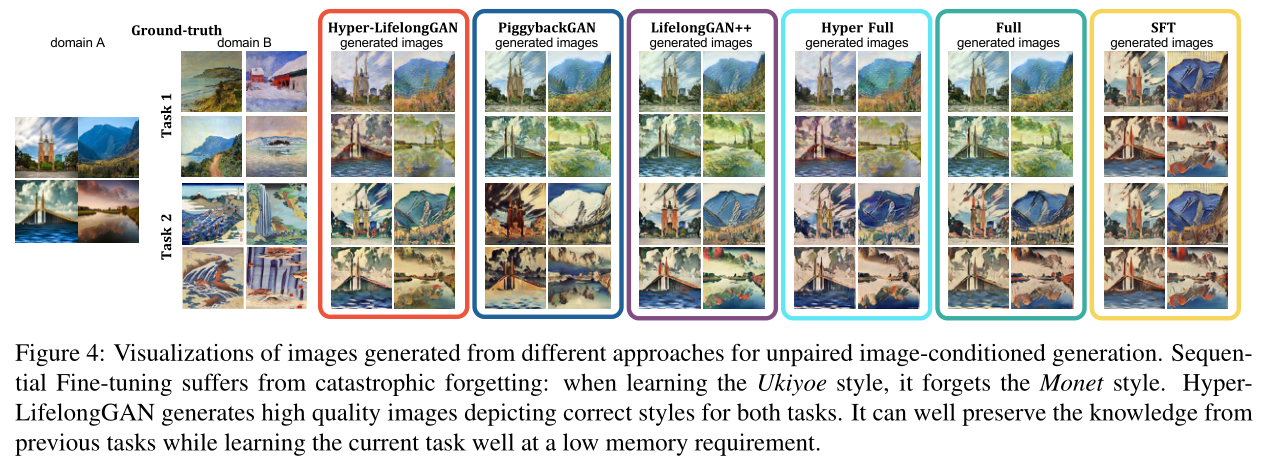 Ground-truth
domain A
domain B
Hyper-LifelongGAN
generated images
PiggybackGAN
generated images
LifelongGAN++
generated images
Hyper Full
generated images
Full
generated images
SFT
generated images
Task 1
Task 2
Figure 4: Visualizations of images generated from different approaches for unpaired image-conditioned generation. Sequen-
tial Fine-tuning suffers from catastrophic forgetting: when learning the Ukiyoe style, it forgets the Monet style. Hyper-
LifelongGAN generates high quality images depicting correct styles for both tasks. It can well preserve the knowledge from
previous tasks while learning the current task well at a low memory requirement.